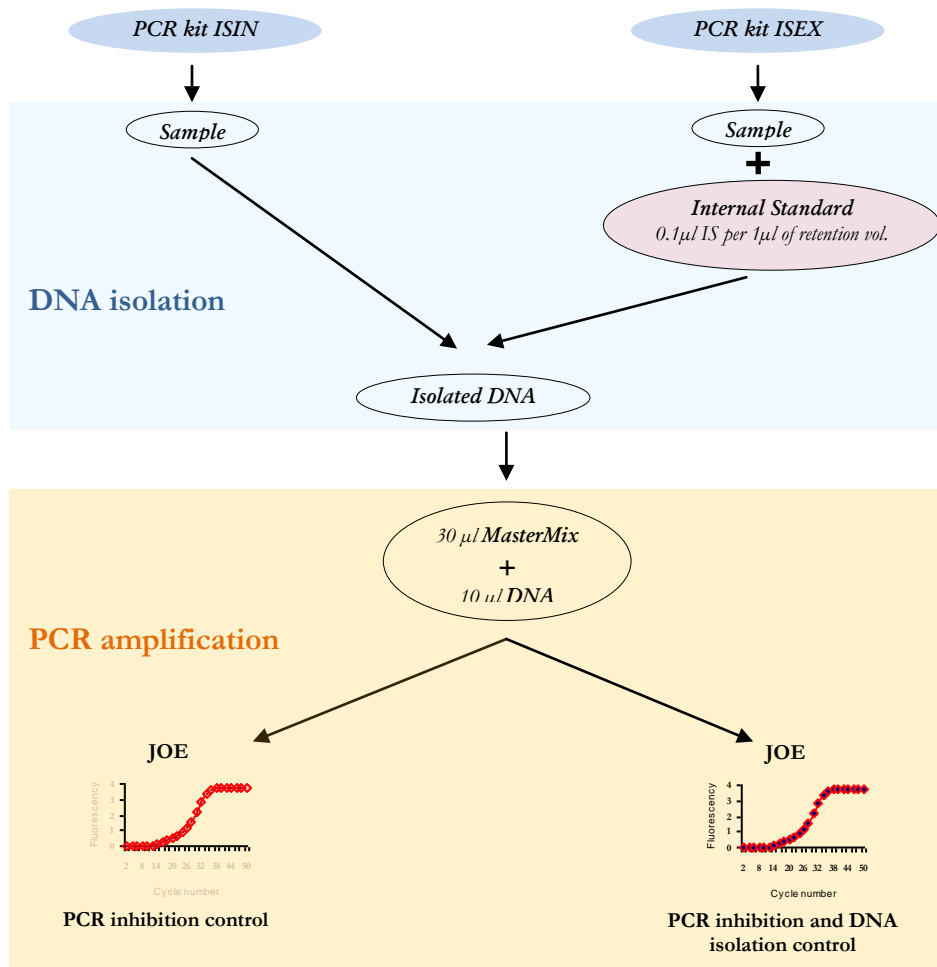 PCR kit ISIN
PCR kit ISEX
Sample
Sample
+
Internal Standard
0.1µl IS per 1µl of retention vol.
DNA isolation
Isolated DNA
30 µl MasterMix
+
10 µl DNA
PCR amplification
JOE
Fluorescency
4
3
2
1
0
2 8 14 20 26 32 38 44 50
Cycle number
PCR inhibition control
JOE
Fluorescency
4
3
2
1
0
2 8 14 20 26 32 38 44 50
Cycle number
PCR inhibition and DNA
isolation control